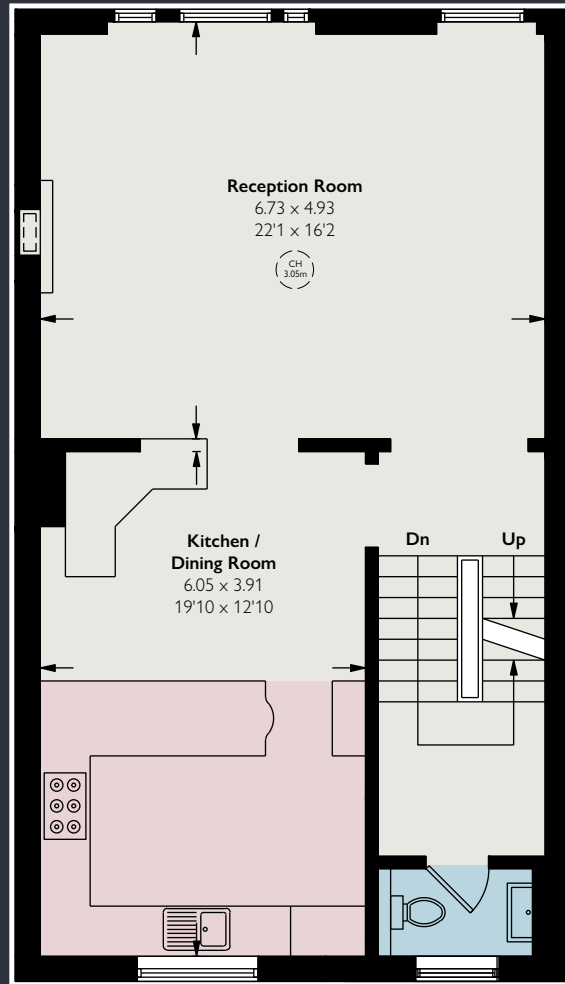 Reception Room
6.73 x 4.93
22'1 x 16'2
CH
3.05m
Kitchen /
Dining Room
6.05 x 3.91
19'10 x 12'10
Dn
Up